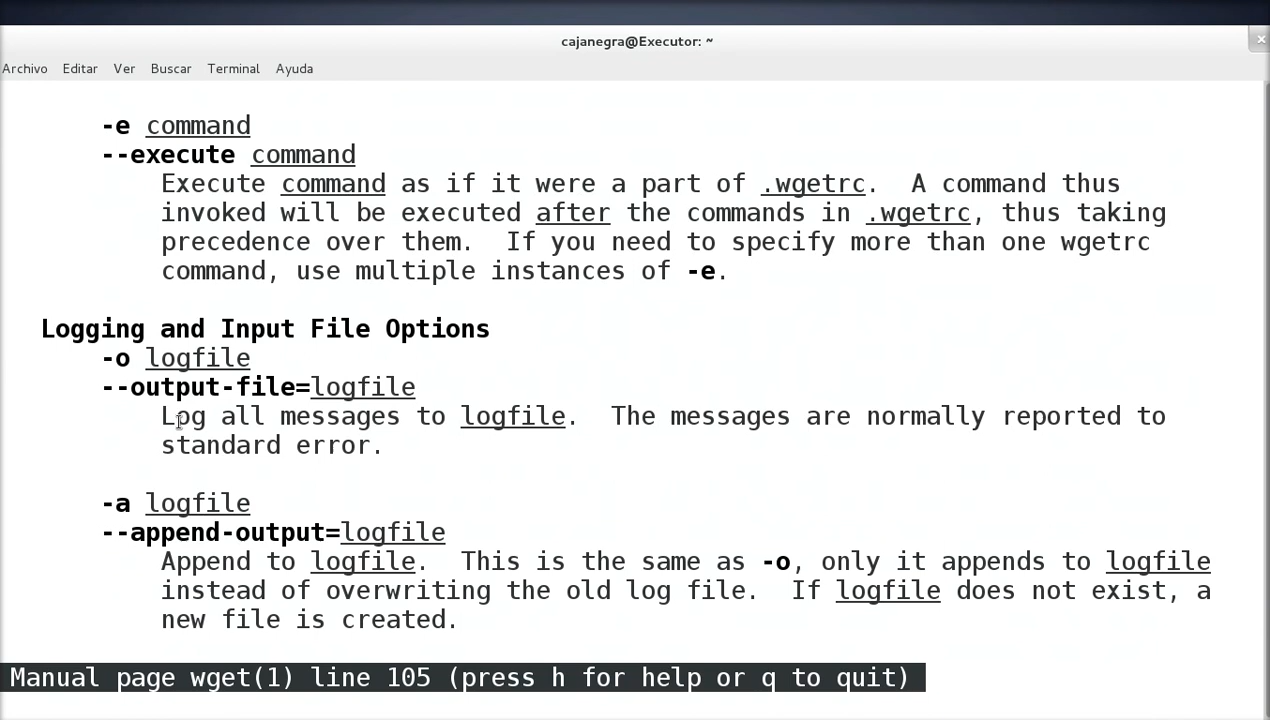 cajanegra@Executor: ~
×
Archivo Editar Ver Buscar Terminal Ayuda
-e command
--execute command
Execute command as if it were a part of .wgetrc.  A command thus
invoked will be executed after the commands in .wgetrc, thus taking
precedence over them.  If you need to specify more than one wgetrc
command, use multiple instances of -e.
Logging and Input File Options
-o logfile
--output-file=logfile
Log all messages to logfile.  The messages are normally reported to
standard error.
-a logfile
--append-output=logfile
Append to logfile.  This is the same as -o, only it appends to logfile
instead of overwriting the old log file.  If logfile does not exist, a
new file is created.
Manual page wget(1) line 105 (press h for help or q to quit)